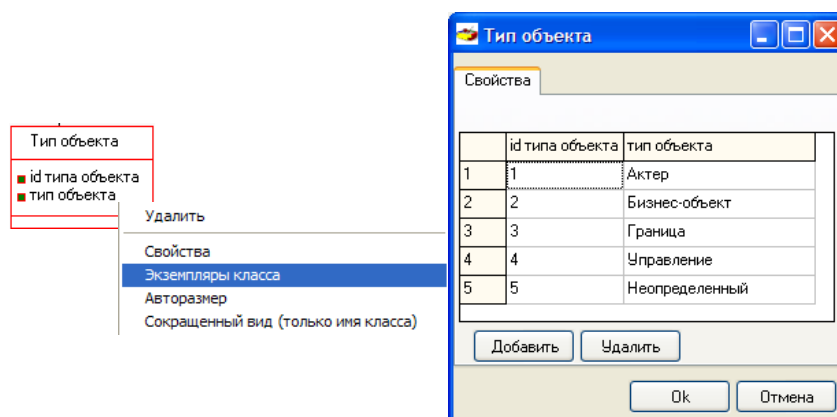 Тип объекта
id типа объекта
тип объекта
Удалить
Свойства
Экземпляры класса
Авторазмер
Сокращенный вид (только имя класса)
Тип объекта
Свойства
id типа объекта тип объекта
1 1 Актер
2 2 Бизнес-объект
3 3 Граница
4 4 Управление
5 5 Неопределенный
Добавить Удалить
Ok Отмена